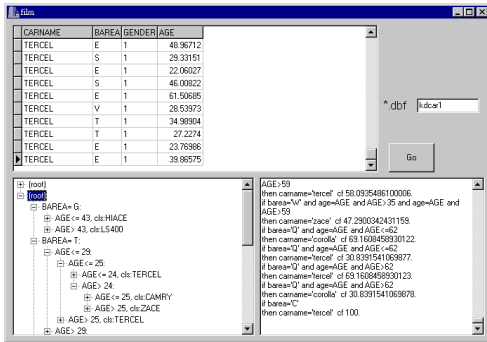 film
CARNAME BAREA GENDER AGE
TERCEL E 1 48.96712
TERCEL S 1 29.33151
TERCEL E 1 22.06027
TERCEL S 1 46.00822
TERCEL E 1 61.50685
TERCEL V 1 28.53973
TERCEL T 1 34.98904
TERCEL T 1 27.2274
TERCEL E 1 23.76986
TERCEL E 1 39.86575
*.dbf kdcar1
Go
(root)
(root)
BAREA= G:
AGE<= 43, cls:HIACE
AGE> 43, cls:LS400
BAREA= T:
AGE<= 29:
AGE<= 25:
AGE<= 24, cls:TERCEL
AGE> 24:
AGE<= 25, cls:CAMRY
AGE> 25, cls:ZACE
AGE> 25, cls:TERCEL
AGE> 29:
AGE>59
then carname='tercel' cf 58.0935486100006.
if barea='W' and age=AGE and AGE>35 and age=AGE and
AGE>59
then carname='zace' cf 47.2900342431159.
if barea='Q' and age=AGE and AGE<=62
then carname='corolla' cf 69.1608458930122.
if barea='Q' and age=AGE and AGE<=62
then carname='tercel' cf 30.8391541069877.
if barea='Q' and age=AGE and AGE>62
then carname='tercel' cf 69.1608458930123.
if barea='Q' and age=AGE and AGE>62
then carname='corolla' cf 30.8391541069878.
if barea='C'
then carname='tercel' cf 100.